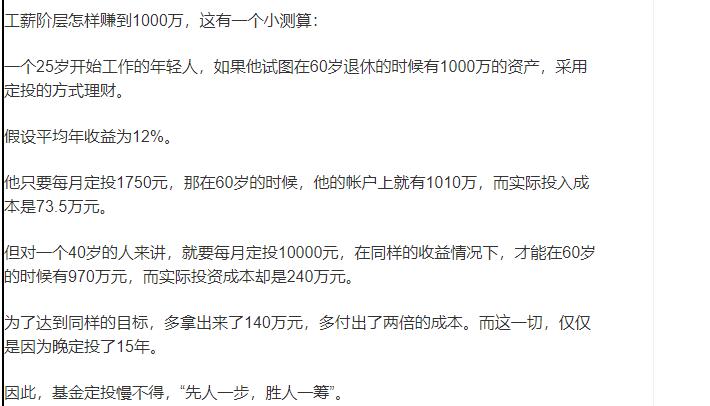 工薪阶层怎样赚到1000万，这有一个小测算：
一个25岁开始工作的年轻人，如果他试图在60岁退休的时候有1000万的资产，采用
定投的方式理财。
假设平均年收益为12%。
他只要每月定投1750元，那在60岁的时候，他的帐户上就有1010万，而实际投入成
本是73.5万元。
但对一个40岁的人来讲，就要每月定投10000元，在同样的收益情况下，才能在60岁
的时候有970万元，而实际投资成本却是240万元。
为了达到同样的目标，多拿出来了140万元，多付出了两倍的成本。而这一切，仅仅
是因为晚定投了15年。
因此，基金定投慢不得，“先人一步，胜人一筹”。